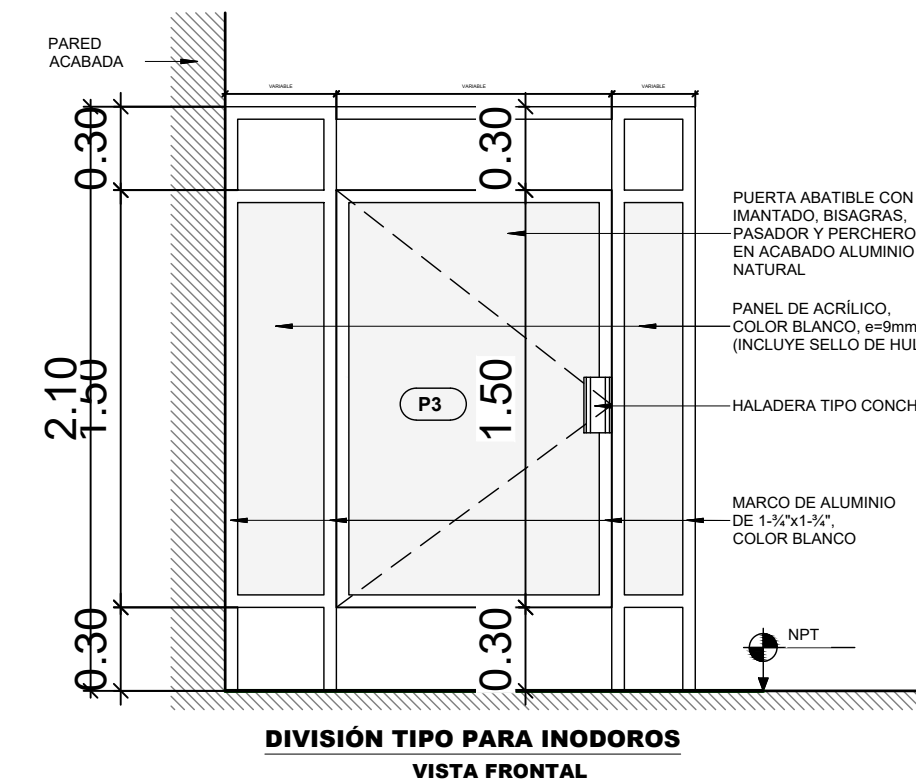 PARED
ACABADA
VARIABLE
VARIABLE
VARIABLE
0.30
0.30
PUERTA ABATIBLE CON
IMANTADO, BISAGRAS,
PASADOR Y PERCHERO
EN ACABADO ALUMINIO
NATURAL
PANEL DE ACRÍLICO,
COLOR BLANCO, e=9mm
(INCLUYE SELLO DE HUL
2.10
1.50
1.50
P3
HALADERA TIPO CONCH
MARCO DE ALUMINIO
DE 1-¾"x1-¾",
COLOR BLANCO
0.30
0.30
NPT
DIVISIÓN TIPO PARA INODOROS
VISTA FRONTAL